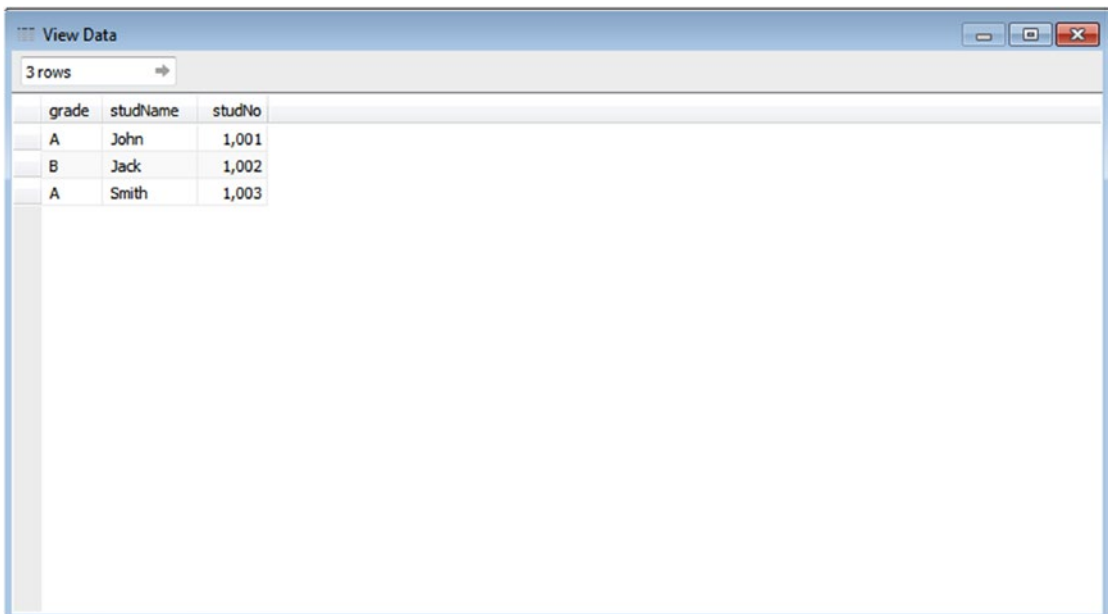 View Data
3 rows
grade studName studNo
A John 1,001
B Jack 1,002
A Smith 1,003